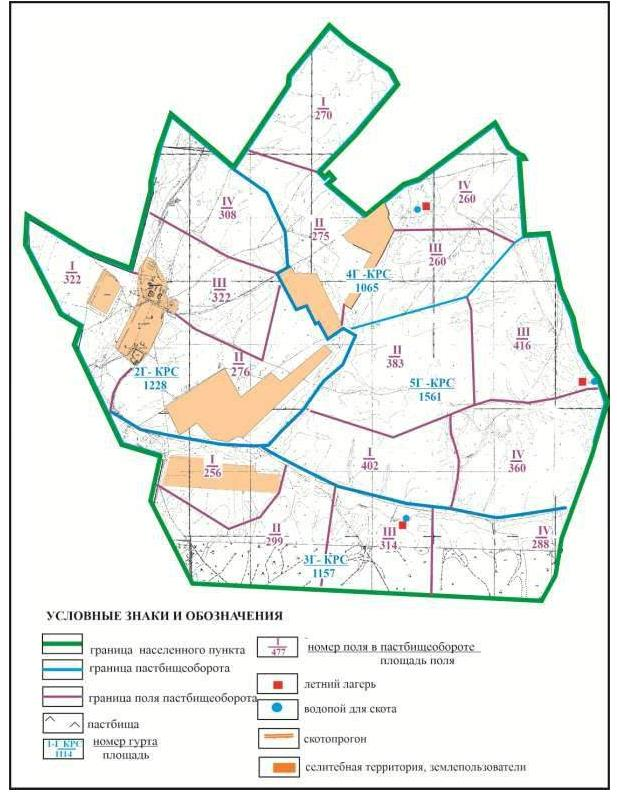 I
270
IV
260
IV
308
II
275
III
260
I
322
4Г -КРС
1065
III
322
III
416
II
383
II
276
2Г- КРС
1228
5Г -КРС
1561
I
402
IV
360
I
256
II
299
III
314
IV
288
3Г- КРС
1157
УСЛОВНЫЕ ЗНАКИ И ОБОЗНАЧЕНИЯ
граница населенного пункта
граница пастбищеоборота
граница поля пастбищеоборота
пастбища
1-Г КРС
1114
номер гурта
площадь
I
477
номер поля в пастбищеобороте
площадь поля
летний лагерь
водопой для скота
скотопрогон
селитебная территория, землепользователи